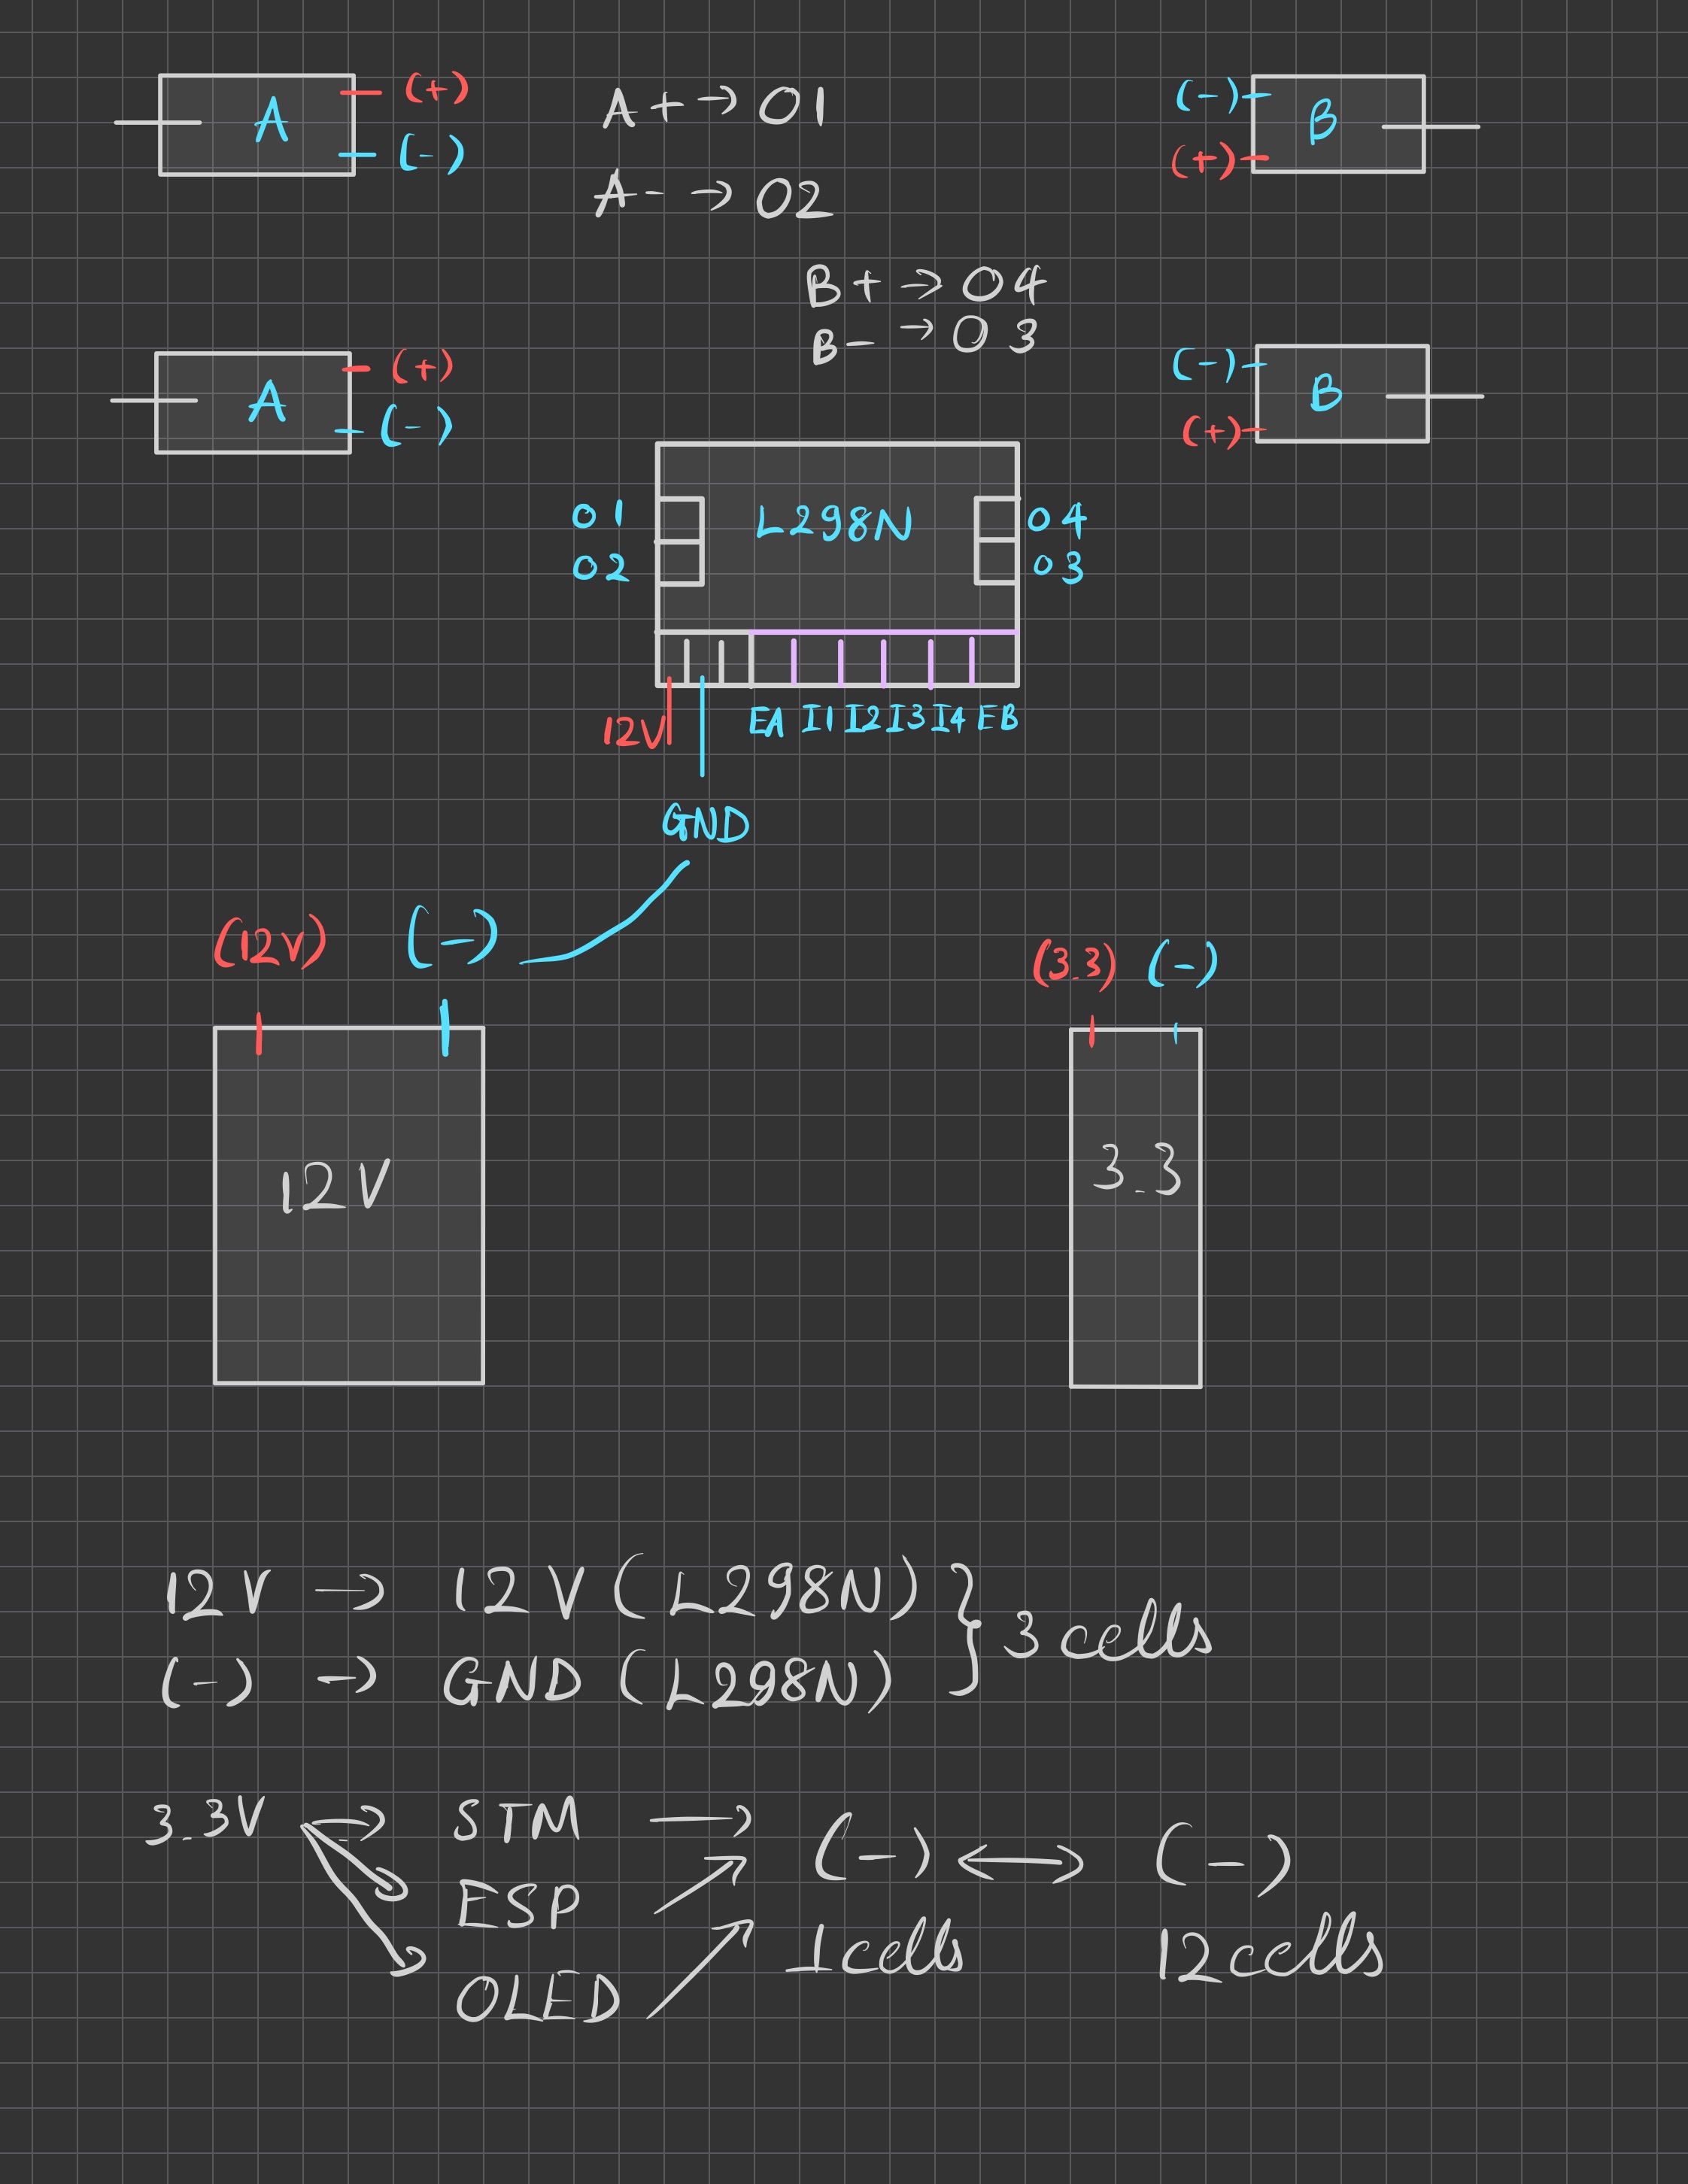 A (+)
(-)
A+ → 01
A- → 02
(-) B
(+)
B+ → 04
B- → 03
A (+)
(-)
(-) B
(+)
01 L298N 04
02 03
12V EA I1 I2 I3 I4 EB
GND
(12V) (-)
(3.3) (-)
12V
3.3
12V → 12V (L298N)
(-) → GND (L298N)
} 3 cells
3.3V → STM → (-) ↔ (-)
ESP
1 cells 12 cells
OLED